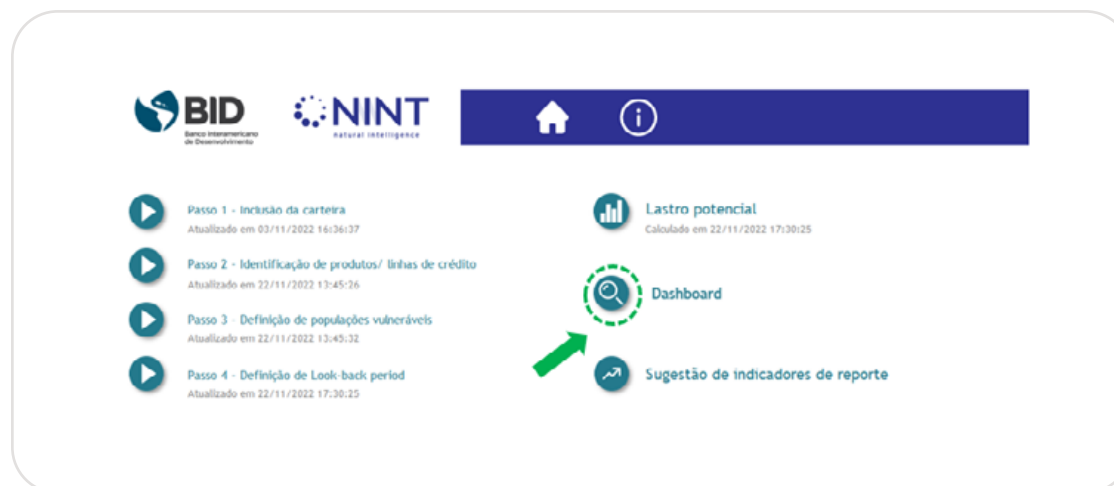 BID
Banco Interamericano
de Desenvolvimento
NINT
natural intelligence
Passo 1 - Inclusão da carteira
Atualizado em 03/11/2022 16:36:37
Passo 2 - Identificação de produtos/ linhas de crédito
Atualizado em 22/11/2022 13:45:26
Passo 3 - Definição de populações vulneráveis
Atualizado em 22/11/2022 13:45:32
Passo 4 - Definição de Look-back period
Atualizado em 22/11/2022 17:30:25
Lastro potencial
Calculado em 22/11/2022 17:30:25
Dashboard
Sugestão de indicadores de reporte